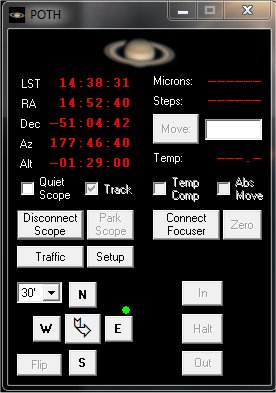 POTH
LST 14:38:31
RA 14:52:40
Dec -51:04:42
Az 177:46:40
Alt -01:29:00
Microns: ------
Steps: ------
Move:
Temp: ---.-
Quiet Scope
Track
Temp Comp
Abs Move
Disconnect Scope
Park Scope
Connect Focuser
Zero
Traffic
Setup
30'
N
W
E
S
Flip
In
Halt
Out